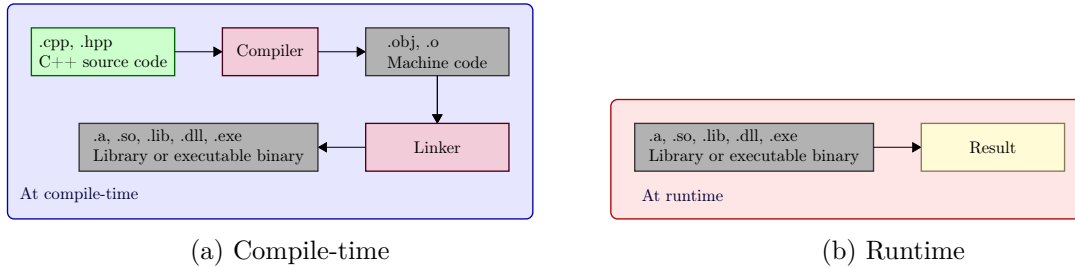 .cpp, .hpp
C++ source code
Compiler
.obj, .o
Machine code
.a, .so, .lib, .dll, .exe
Library or executable binary
Linker
At compile-time
(a) Compile-time
.a, .so, .lib, .dll, .exe
Library or executable binary
Result
At runtime
(b) Runtime